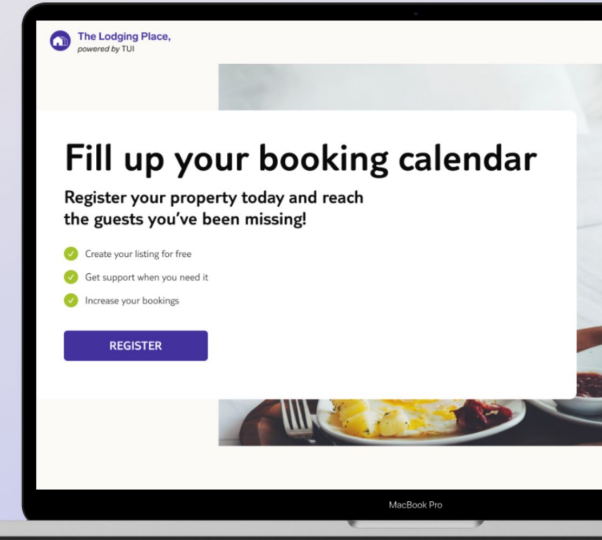 The Lodging Place,
powered by TUI
Fill up your booking calendar
Register your property today and reach
the guests you've been missing!
Create your listing for free
Get support when you need it
Increase your bookings
REGISTER
MacBook Pro